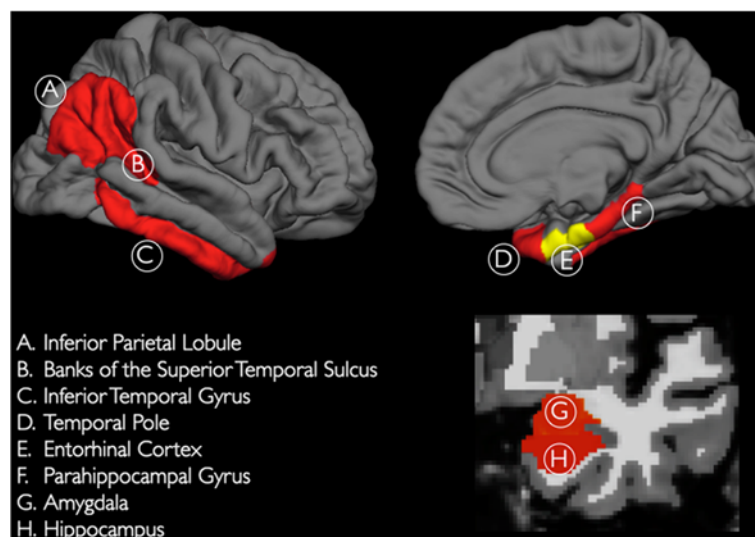 A
B
C
D
E
F
G
H
A. Inferior Parietal Lobule
B. Banks of the Superior Temporal Sulcus
C. Inferior Temporal Gyrus
D. Temporal Pole
E. Entorhinal Cortex
F. Parahippocampal Gyrus
G. Amygdala
H. Hippocampus